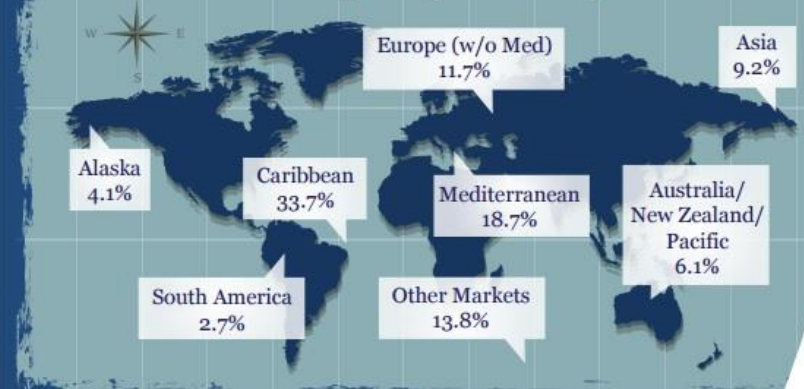 W
E
S
Europe (w/o Med)
11.7%
Asia
9.2%
Alaska
4.1%
Caribbean
33.7%
Mediterranean
18.7%
Australia/
New Zealand/
Pacific
6.1%
South America
2.7%
Other Markets
13.8%